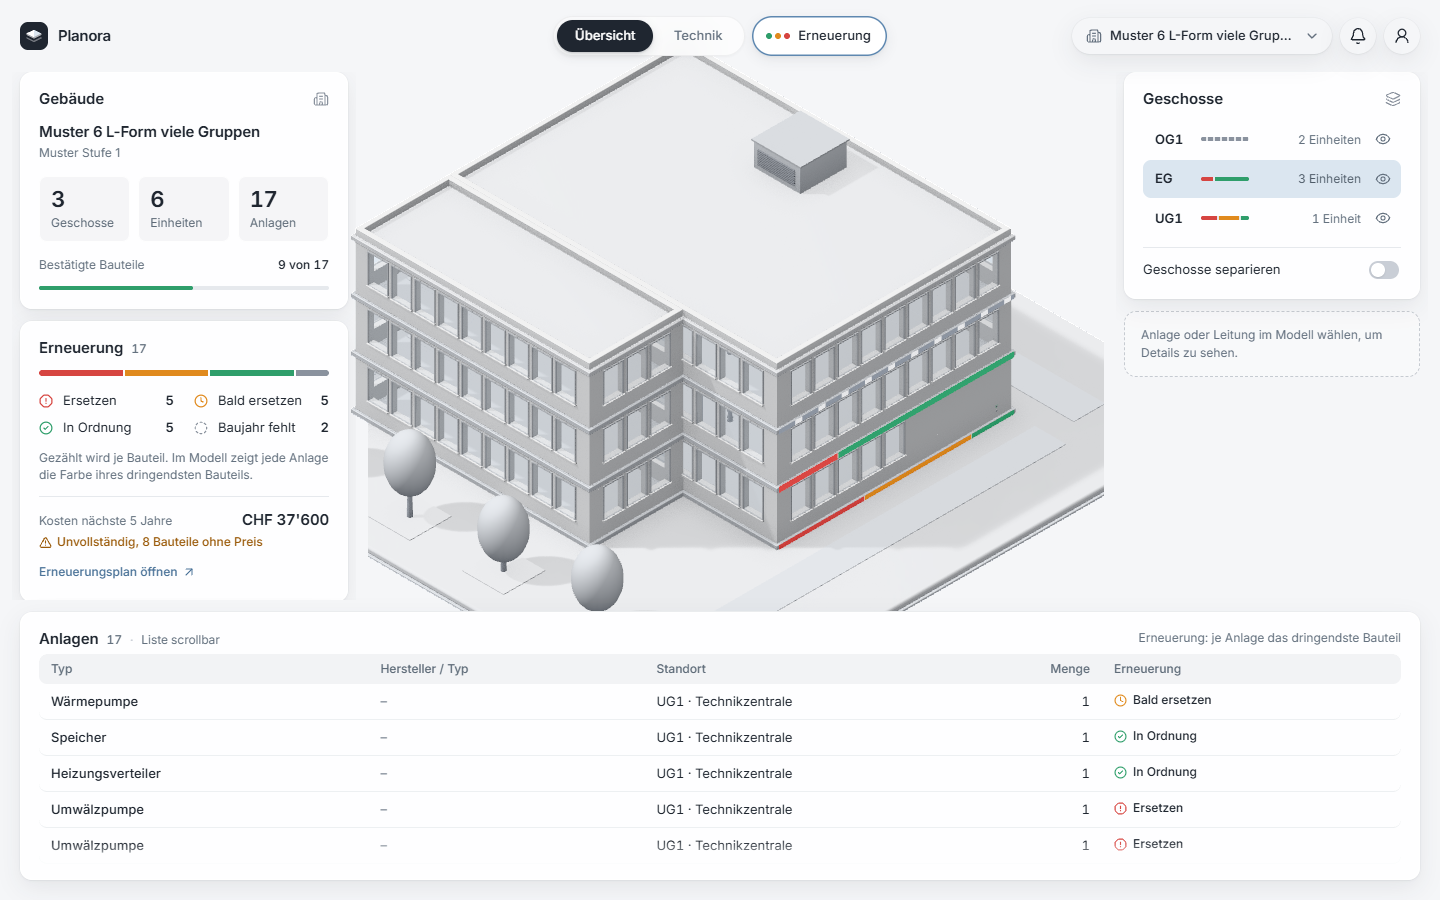 Planora
Übersicht
Technik
Erneuerung
Muster 6 L-Form viele Grup...
Gebäude
Muster 6 L-Form viele Gruppen
Muster Stufe 1
3
Geschosse
6
Einheiten
17
Anlagen
Bestätigte Bauteile
9 von 17
Erneuerung 17
Ersetzen 5
Bald ersetzen 5
In Ordnung 5
Baujahr fehlt 2
Gezählt wird je Bauteil. Im Modell zeigt jede Anlage
die Farbe ihres dringendsten Bauteils.
Kosten nächste 5 Jahre
CHF 37'600
Unvollständig, 8 Bauteile ohne Preis
Erneuerungsplan öffnen
Geschosse
OG1 2 Einheiten
EG 3 Einheiten
UG1 1 Einheit
Geschosse separieren
Anlage oder Leitung im Modell wählen, um
Details zu sehen.
Anlagen 17 · Liste scrollbar
Erneuerung: je Anlage das dringendste Bauteil
Typ Hersteller / Typ Standort Menge Erneuerung
Wärmepumpe – UG1 · Technikzentrale 1 Bald ersetzen
Speicher – UG1 · Technikzentrale 1 In Ordnung
Heizungsverteiler – UG1 · Technikzentrale 1 In Ordnung
Umwälzpumpe – UG1 · Technikzentrale 1 Ersetzen
Umwälzpumpe – UG1 · Technikzentrale 1 Ersetzen